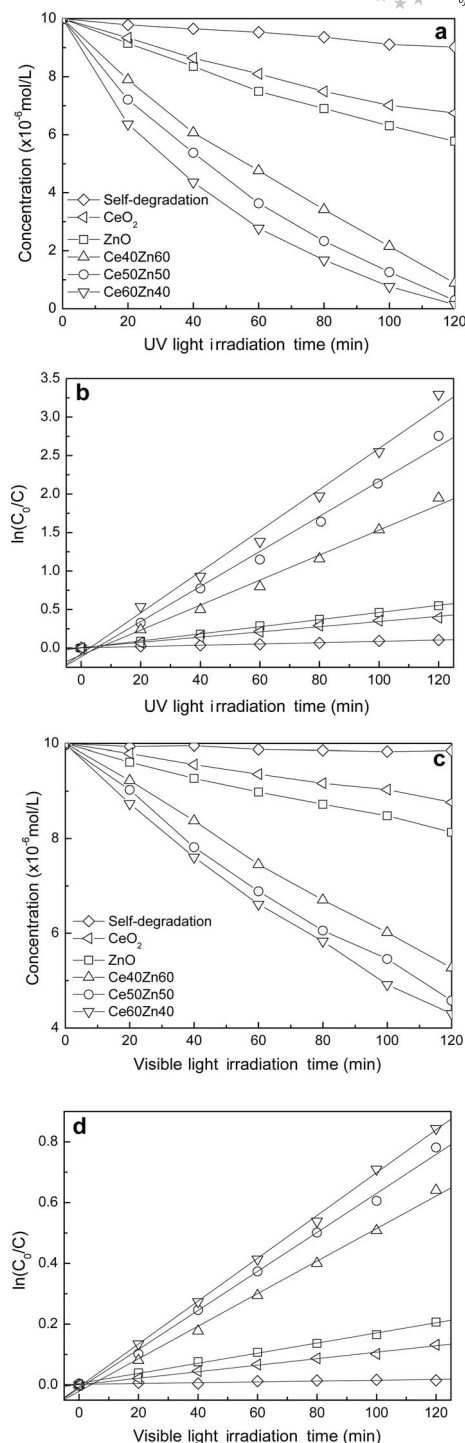 a
10
8
6
4
2
0
Concentration (x10⁻⁶mol/L)
Self-degradation
CeO₂
ZnO
Ce40Zn60
Ce50Zn50
Ce60Zn40
0 20 40 60 80 100 120
UV light irradiation time (min)
b
3.5
3.0
2.5
2.0
1.5
1.0
0.5
0.0
ln(C₀/C)
0 20 40 60 80 100 120
UV light irradiation time (min)
c
10
8
6
4
Concentration (x10⁻⁶mol/L)
Self-degradation
CeO₂
ZnO
Ce40Zn60
Ce50Zn50
Ce60Zn40
0 20 40 60 80 100 120
Visible light irradiation time (min)
d
0.8
0.6
0.4
0.2
0.0
ln(C₀/C)
0 20 40 60 80 100 120
Visible light irradiation time (min)